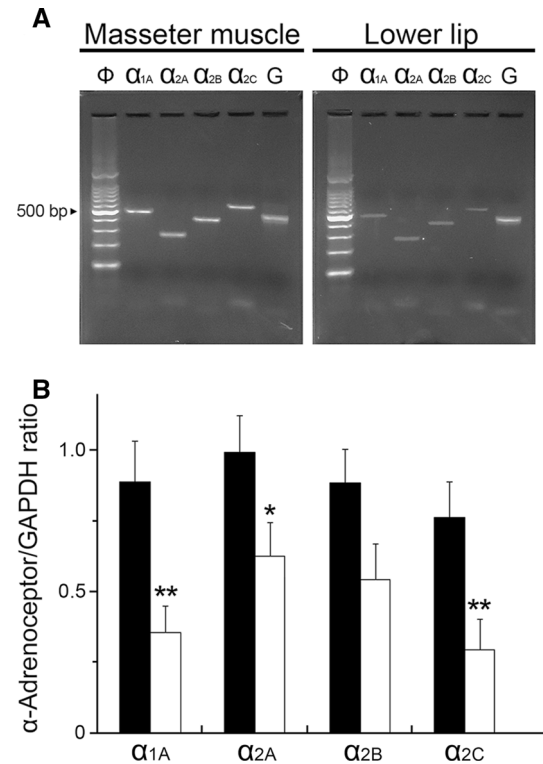 A
Masseter muscle Lower lip
Φ α1A α2A α2B α2C G Φ α1A α2A α2B α2C G
500 bp
B
α-Adrenoceptor/GAPDH ratio
1.0
**
*
0.5
**
0
α1A α2A α2B α2C